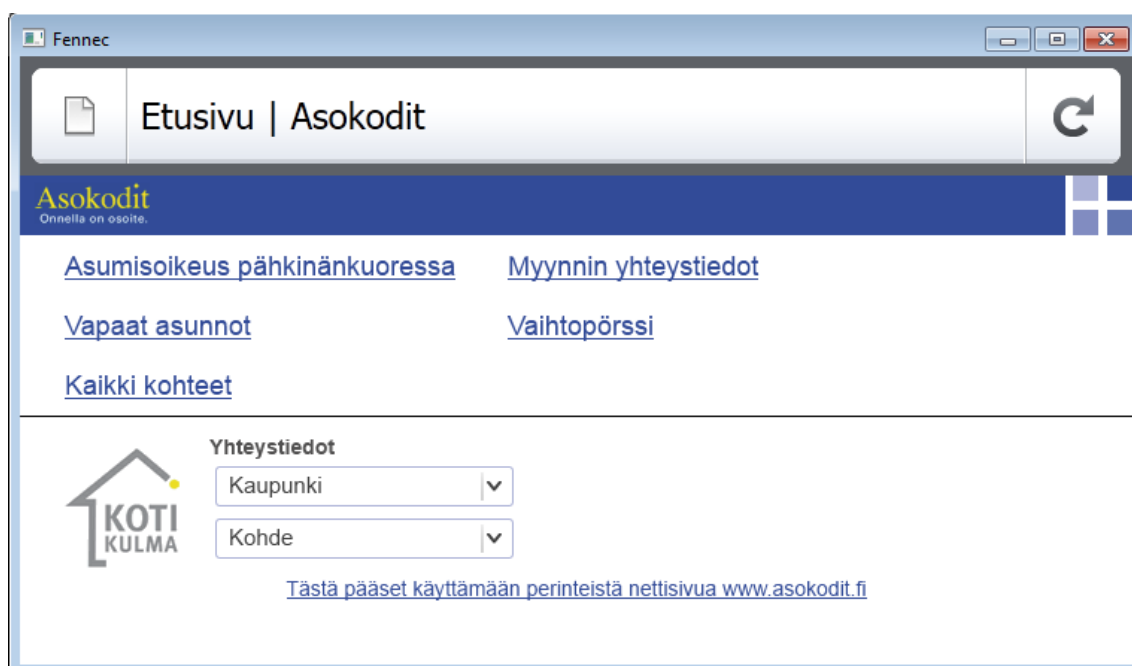 Fennec
Etusivu | Asokodit
Asokodit
Onnella on osoite.
Asumisoikeus pähkinänkuoressa
Myynnin yhteystiedot
Vapaat asunnot
Vaihtopörssi
Kaikki kohteet
KOTI
KULMA
Yhteystiedot
Kaupunki
Kohde
Tästä pääset käyttämään perinteistä nettisivua www.asokodit.fi